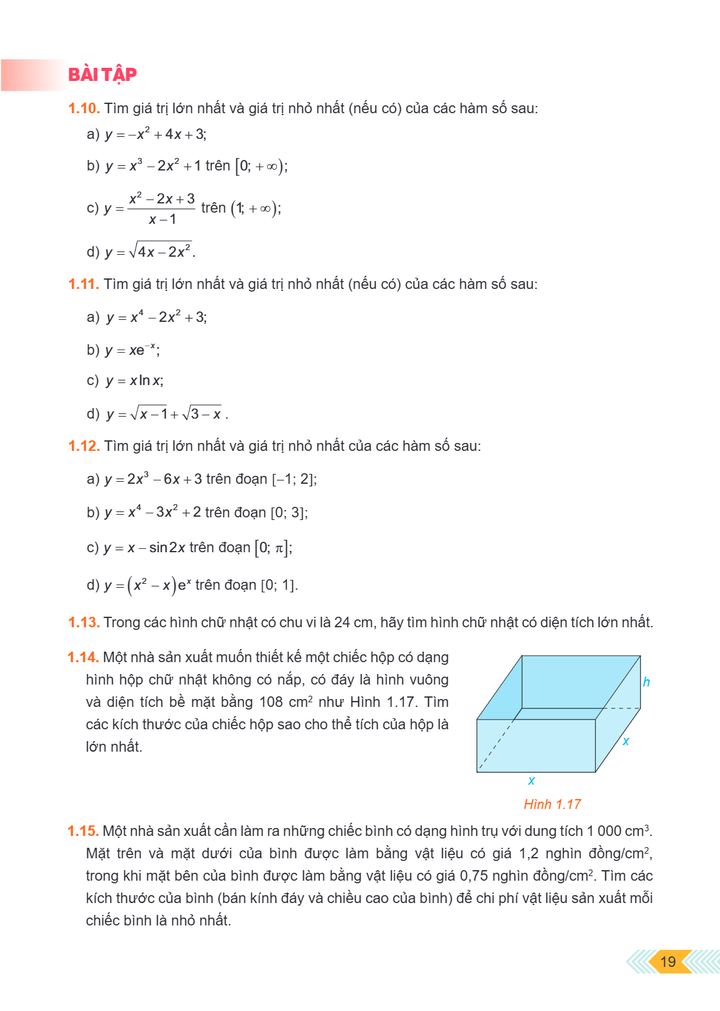 BÀI TẬP
1.10. Tìm giá trị lớn nhất và giá trị nhỏ nhất (nếu có) của các hàm số sau:
a) y = −x² + 4x + 3;
b) y = x³ − 2x² + 1 trên [0; + ∞);
c) y = (x² − 2x + 3)/(x − 1) trên (1; + ∞);
d) y = √(4x − 2x²).
1.11. Tìm giá trị lớn nhất và giá trị nhỏ nhất (nếu có) của các hàm số sau:
a) y = x⁴ − 2x² + 3;
b) y = xe⁻ˣ;
c) y = x ln x;
d) y = √(x − 1) + √(3 − x) .
1.12. Tìm giá trị lớn nhất và giá trị nhỏ nhất của các hàm số sau:
a) y = 2x³ − 6x + 3 trên đoạn [−1; 2];
b) y = x⁴ − 3x² + 2 trên đoạn [0; 3];
c) y = x − sin2x trên đoạn [0; π];
d) y = (x² − x)eˣ trên đoạn [0; 1].
1.13. Trong các hình chữ nhật có chu vi là 24 cm, hãy tìm hình chữ nhật có diện tích lớn nhất.
1.14. Một nhà sản xuất muốn thiết kế một chiếc hộp có dạng
hình hộp chữ nhật không có nắp, có đáy là hình vuông
và diện tích bề mặt bằng 108 cm² như Hình 1.17. Tìm
các kích thước của chiếc hộp sao cho thể tích của hộp là
lớn nhất.
h
x
x
Hình 1.17
1.15. Một nhà sản xuất cần làm ra những chiếc bình có dạng hình trụ với dung tích 1 000 cm³.
Mặt trên và mặt dưới của bình được làm bằng vật liệu có giá 1,2 nghìn đồng/cm²,
trong khi mặt bên của bình được làm bằng vật liệu có giá 0,75 nghìn đồng/cm². Tìm các
kích thước của bình (bán kính đáy và chiều cao của bình) để chi phí vật liệu sản xuất mỗi
chiếc bình là nhỏ nhất.
19